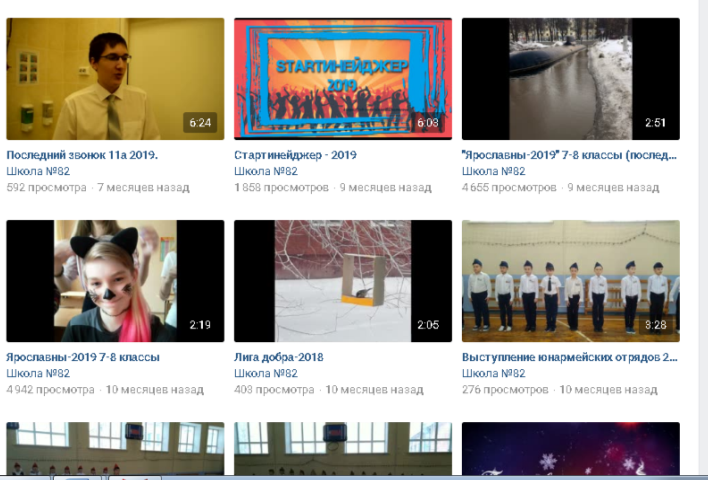 6:24
STARTИНЕЙДЖЕР
2019
6:03
2:51
Последний звонок 11а 2019.
Школа №82
592 просмотра · 7 месяцев назад
Стартинейджер - 2019
Школа №82
1 858 просмотров · 9 месяцев назад
"Ярославны-2019" 7-8 классы (послед...
Школа №82
4 655 просмотров · 9 месяцев назад
2:19
2:05
3:28
Ярославны-2019 7-8 классы
Школа №82
4 942 просмотра · 10 месяцев назад
Лига добра-2018
Школа №82
403 просмотра · 10 месяцев назад
Выступление юнармейских отрядов 2...
Школа №82
276 просмотров · 10 месяцев назад